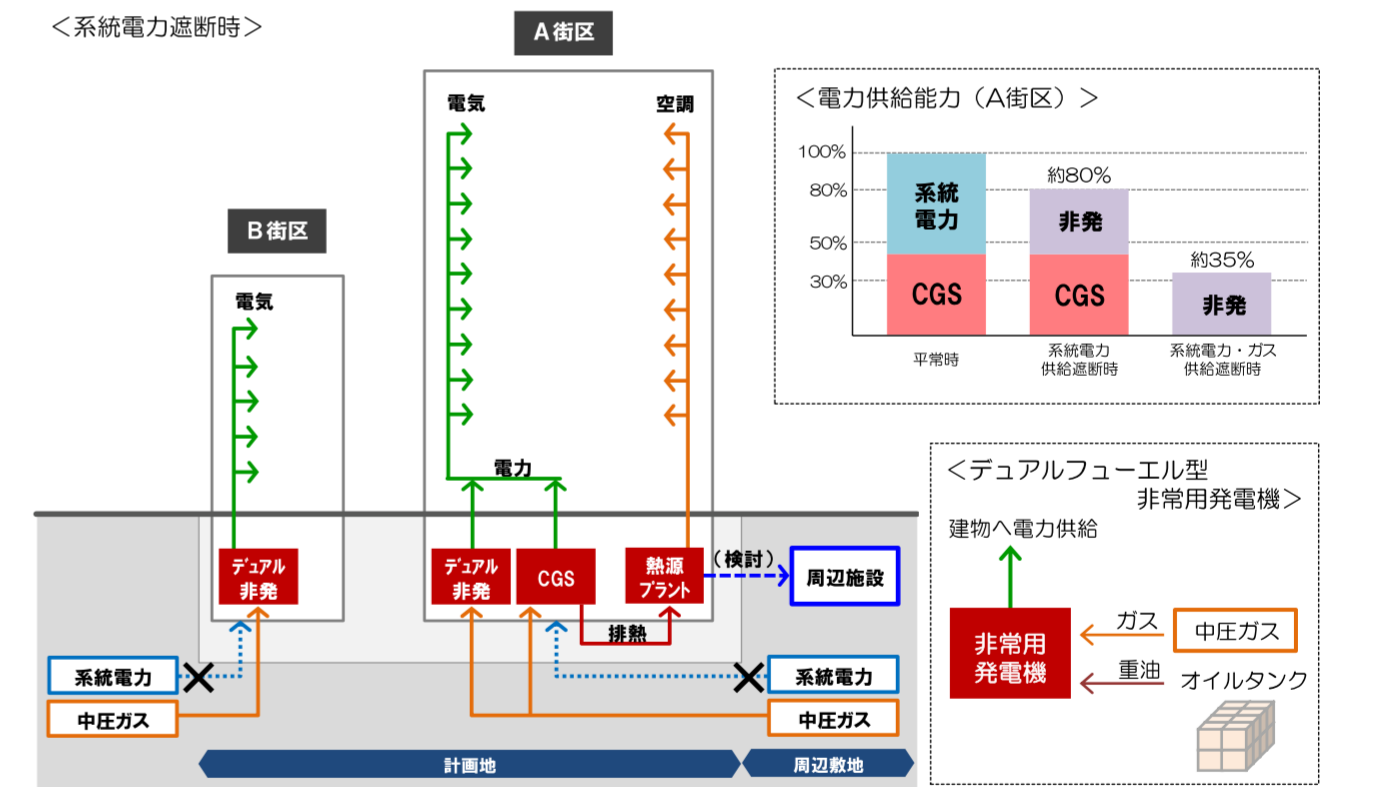 ＜系統電力遮断時＞
A街区
電気
空調
B街区
電気
電力
デュアル
非発
デュアル
非発
CGS
熱源
プラント
（検討）
周辺施設
排熱
系統電力
中圧ガス
系統電力
中圧ガス
計画地
周辺敷地
＜電力供給能力（A街区）＞
100%
80%
50%
30%
系統
電力
CGS
約80%
非発
CGS
約35%
非発
平常時
系統電力
供給遮断時
系統電力・ガス
供給遮断時
＜デュアルフューエル型
非常用発電機＞
建物へ電力供給
非常用
発電機
ガス
中圧ガス
重油
オイルタンク